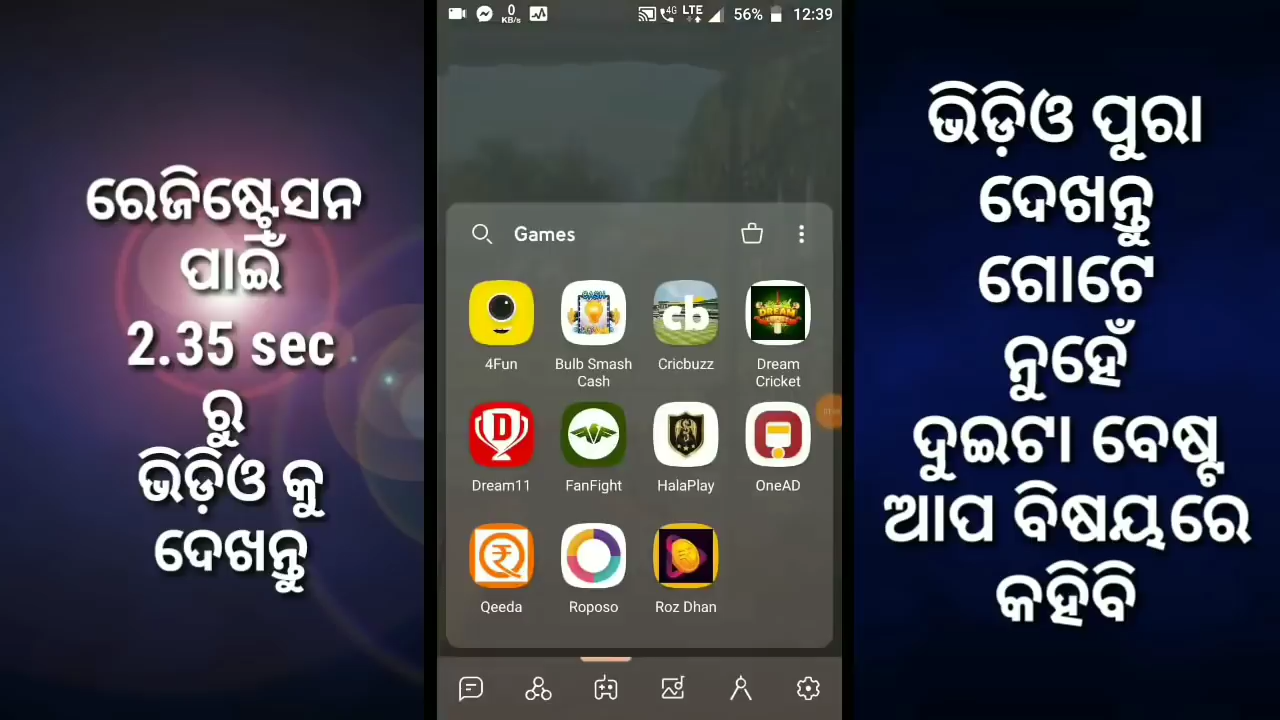 ରେଜିଷ୍ଟ୍ରେସନ
ପାଇଁ
2.35 sec
ରୁ
ଭିଡ଼ିଓ କୁ
ଦେଖନ୍ତୁ
0
KB/s
4G
LTE
56%
12:39
Games
4Fun
Bulb Smash
Cash
Cricbuzz
Dream
Cricket
Dream11
FanFight
HalaPlay
OneAD
Qeeda
Roposo
Roz Dhan
ଭିଡ଼ିଓ ପୁରା
ଦେଖନ୍ତୁ
ଗୋଟେ
ନୁହେଁ
ଦୁଇଟା ବେଷ୍ଟ
ଆପ ବିଷୟରେ
କହିବି